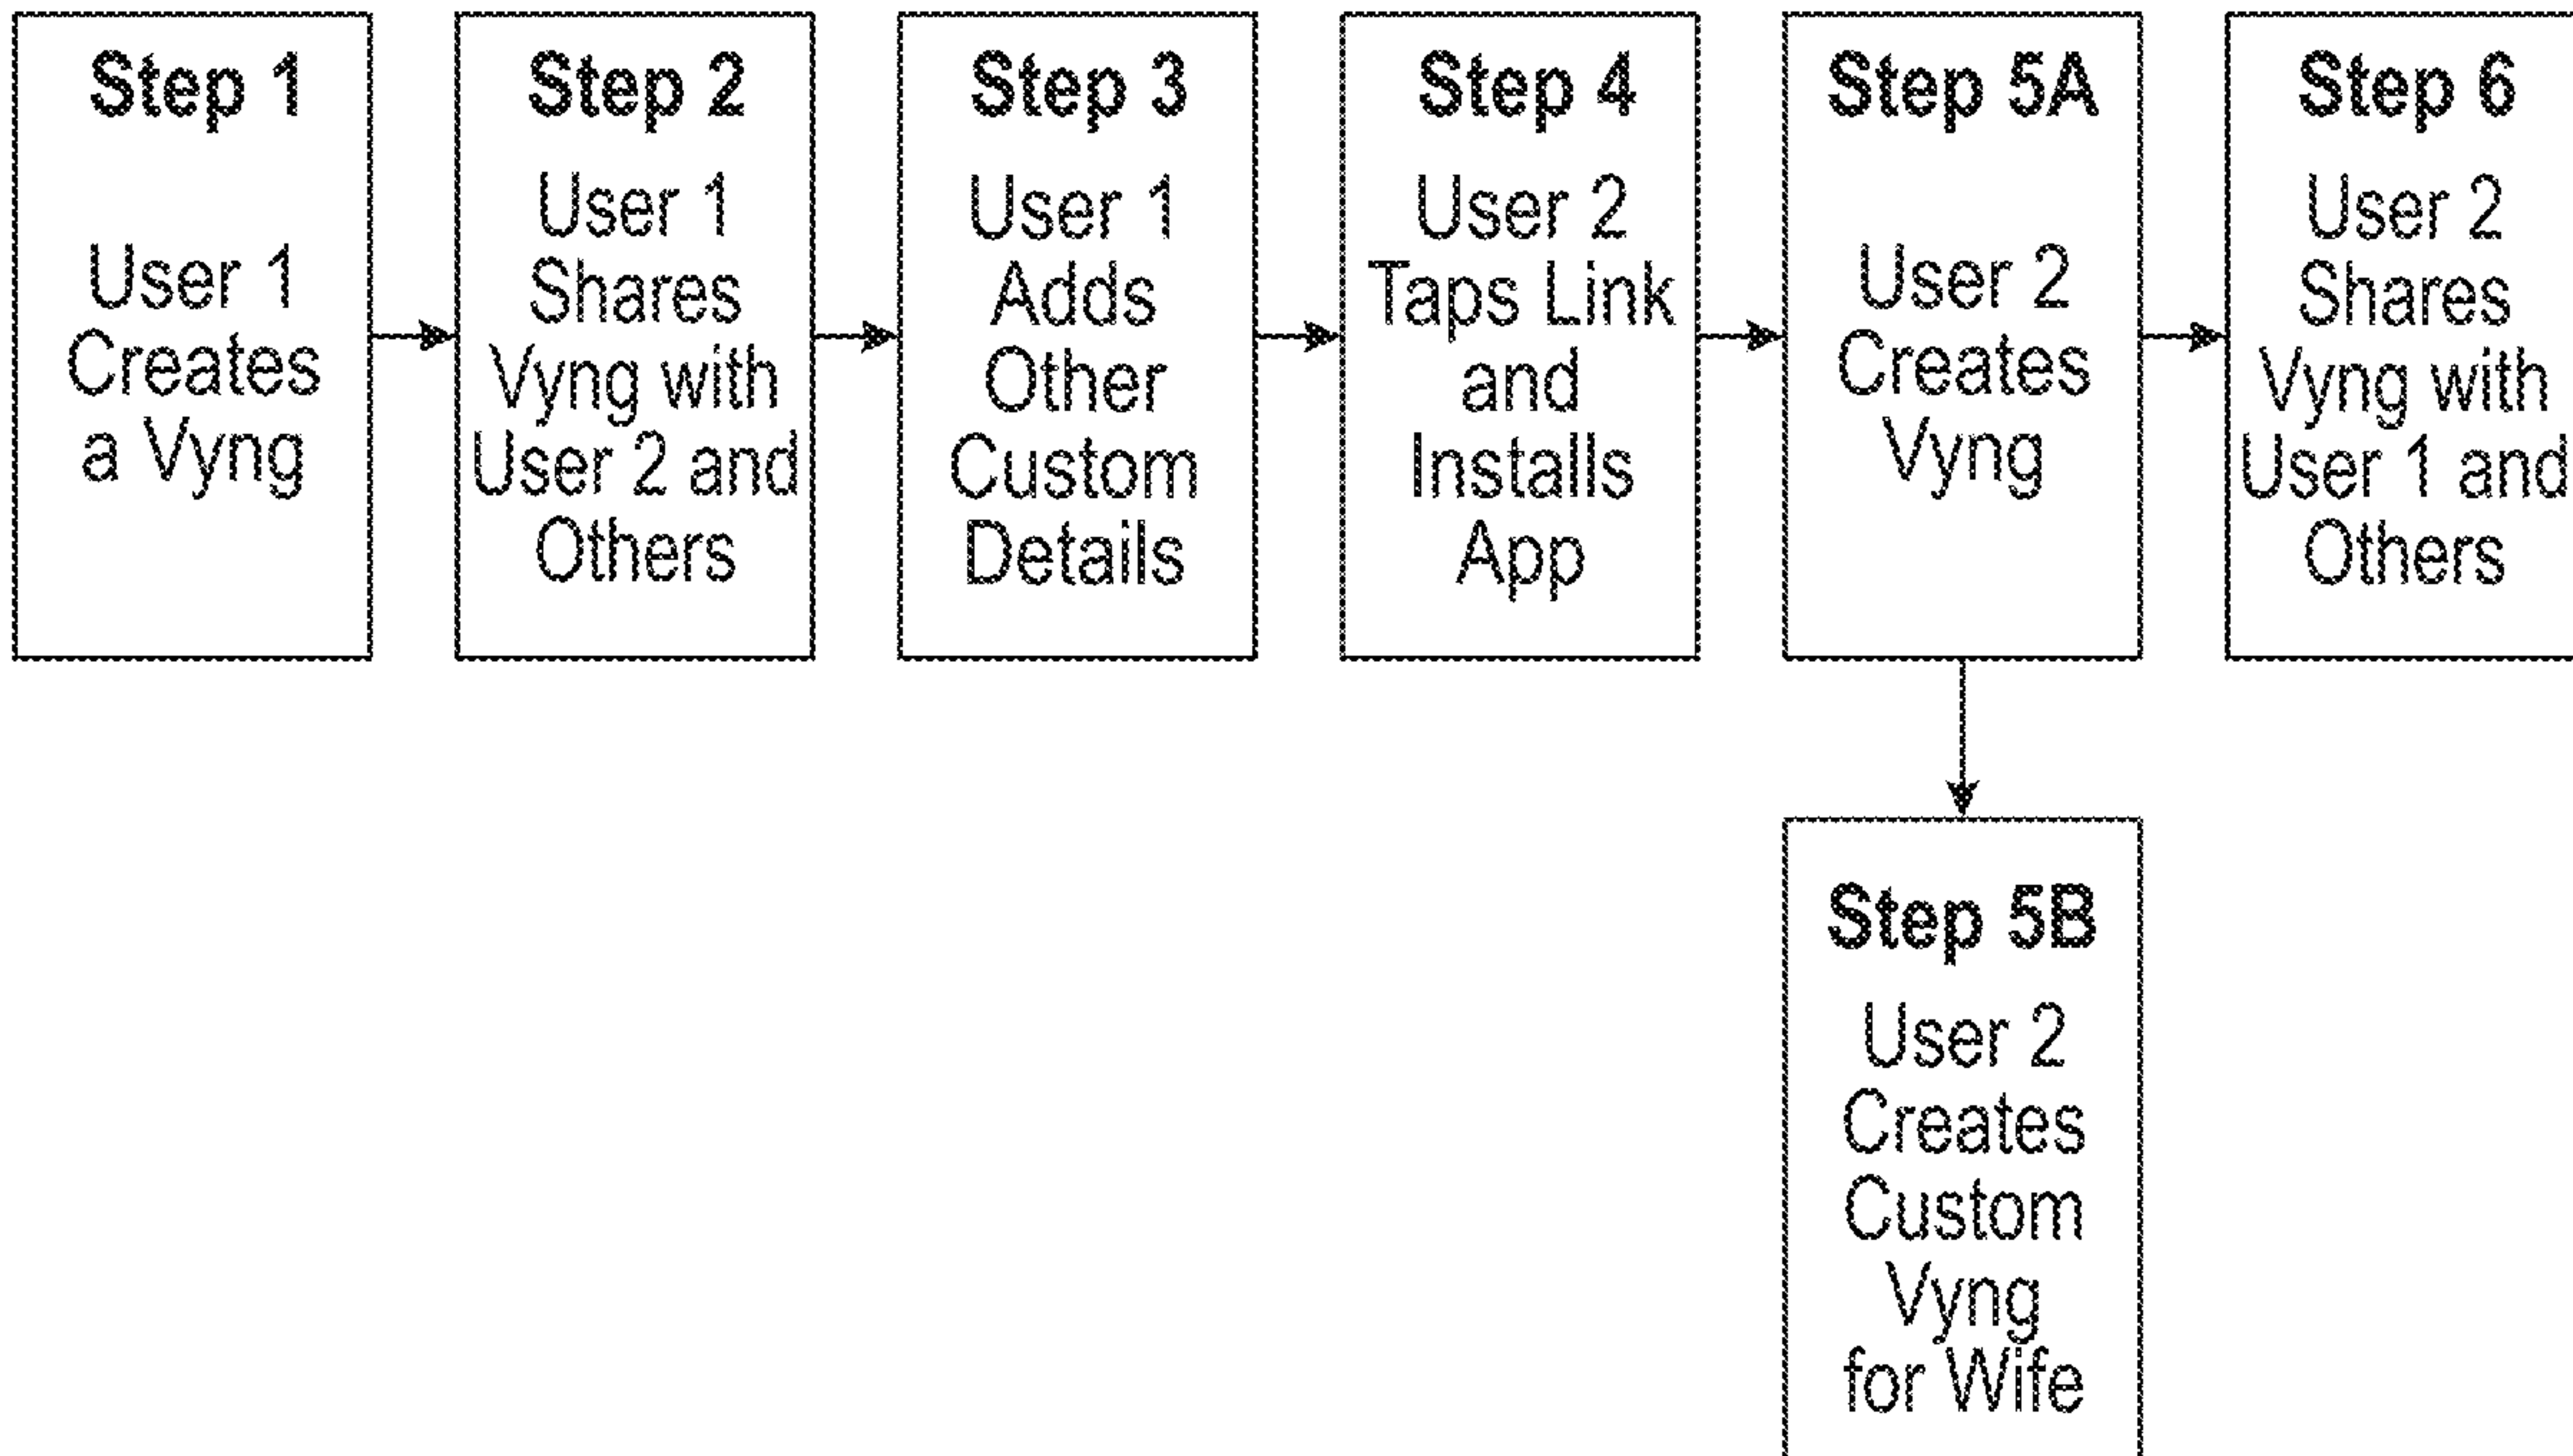 Step 1
User 1
Creates
a Vyng
Step 2
User 1
Shares
Vyng with
User 2 and
Others
Step 3
User 1
Adds
Other
Custom
Details
Step 4
User 2
Taps Link
and
Installs
App
Step 5A
User 2
Creates
Vyng
Step 6
User 2
Shares
Vyng with
User 1 and
Others
Step 5B
User 2
Creates
Custom
Vyng
for Wife